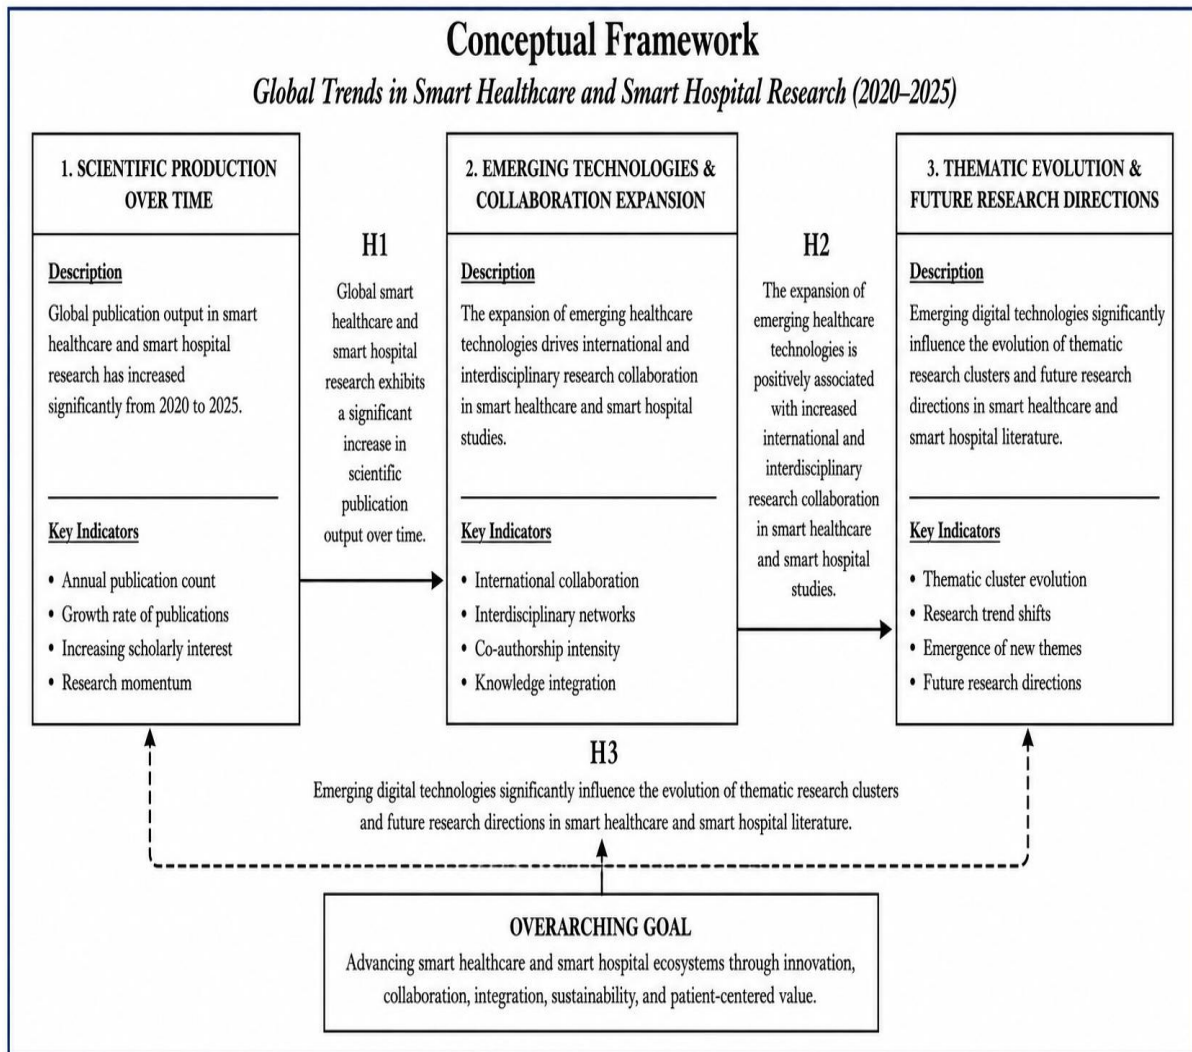 Conceptual Framework
Global Trends in Smart Healthcare and Smart Hospital Research (2020–2025)
1. SCIENTIFIC PRODUCTION
OVER TIME
Description
Global publication output in smart
healthcare and smart hospital
research has increased
significantly from 2020 to 2025.
Key Indicators
• Annual publication count
• Growth rate of publications
• Increasing scholarly interest
• Research momentum
H1
Global smart
healthcare and
smart hospital
research exhibits
a significant
increase in
scientific
publication
output over time.
2. EMERGING TECHNOLOGIES &
COLLABORATION EXPANSION
Description
The expansion of emerging healthcare
technologies drives international and
interdisciplinary research collaboration
in smart healthcare and smart hospital
studies.
Key Indicators
• International collaboration
• Interdisciplinary networks
• Co-authorship intensity
• Knowledge integration
H2
The expansion of
emerging healthcare
technologies is
positively associated
with increased
international and
interdisciplinary
research collaboration
in smart healthcare
and smart hospital
studies.
3. THEMATIC EVOLUTION &
FUTURE RESEARCH DIRECTIONS
Description
Emerging digital technologies significantly
influence the evolution of thematic
research clusters and future research
directions in smart healthcare and
smart hospital literature.
Key Indicators
• Thematic cluster evolution
• Research trend shifts
• Emergence of new themes
• Future research directions
H3
Emerging digital technologies significantly influence the evolution of thematic research clusters
and future research directions in smart healthcare and smart hospital literature.
OVERARCHING GOAL
Advancing smart healthcare and smart hospital ecosystems through innovation,
collaboration, integration, sustainability, and patient-centered value.